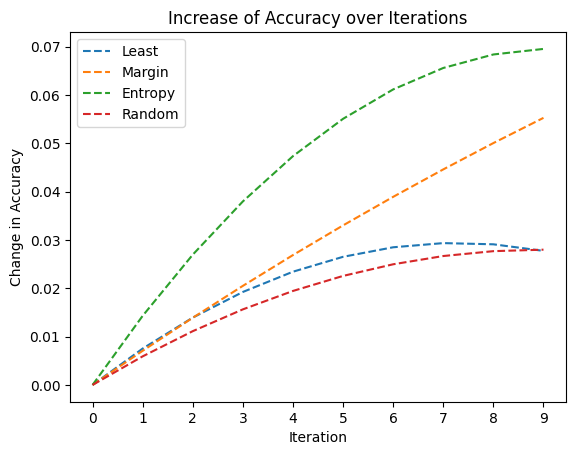 Increase of Accuracy over Iterations
Least
Margin
Entropy
Random
Change in Accuracy
0.07
0.06
0.05
0.04
0.03
0.02
0.01
0.00
0 1 2 3 4 5 6 7 8 9
Iteration